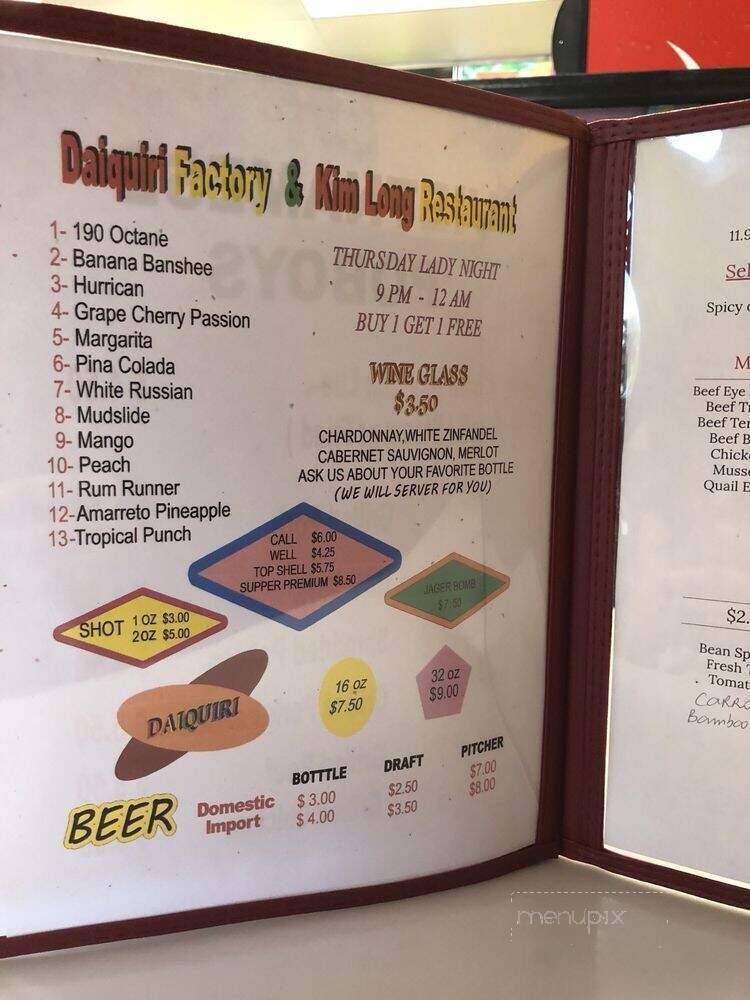 Daiquiri Factory & Kim Long Restaurant
1- 190 Octane
2- Banana Banshee
3- Hurrican
4- Grape Cherry Passion
5- Margarita
6- Pina Colada
7- White Russian
8- Mudslide
9- Mango
10- Peach
11- Rum Runner
12-Amarreto Pineapple
13-Tropical Punch
THURSDAY LADY NIGHT
9 PM - 12 AM
BUY 1 GET 1 FREE
WINE GLASS
$3.50
CHARDONNAY,WHITE ZINFANDEL
CABERNET SAUVIGNON, MERLOT
ASK US ABOUT YOUR FAVORITE BOTTLE
(WE WILL SERVER FOR YOU)
CALL $6.00
WELL $4.25
TOP SHELL $5.75
SUPPER PREMIUM $8.50
JAGER BOMB
$7.50
SHOT 1 OZ $3.00
2 OZ $5.00
DAIQUIRI
16 oz
$7.50
32 oz
$9.00
BOTTTLE DRAFT PITCHER
BEER
Domestic $ 3.00 $2.50 $7.00
Import $ 4.00 $3.50 $8.00
11.9
Sel
Spicy
M
Beef Eye
Beef T
Beef Ter
Beef B
Chick
Musse
Quail E
$2.
Bean Sp
Fresh
Tomat
CARRO
Bamboo
menupix